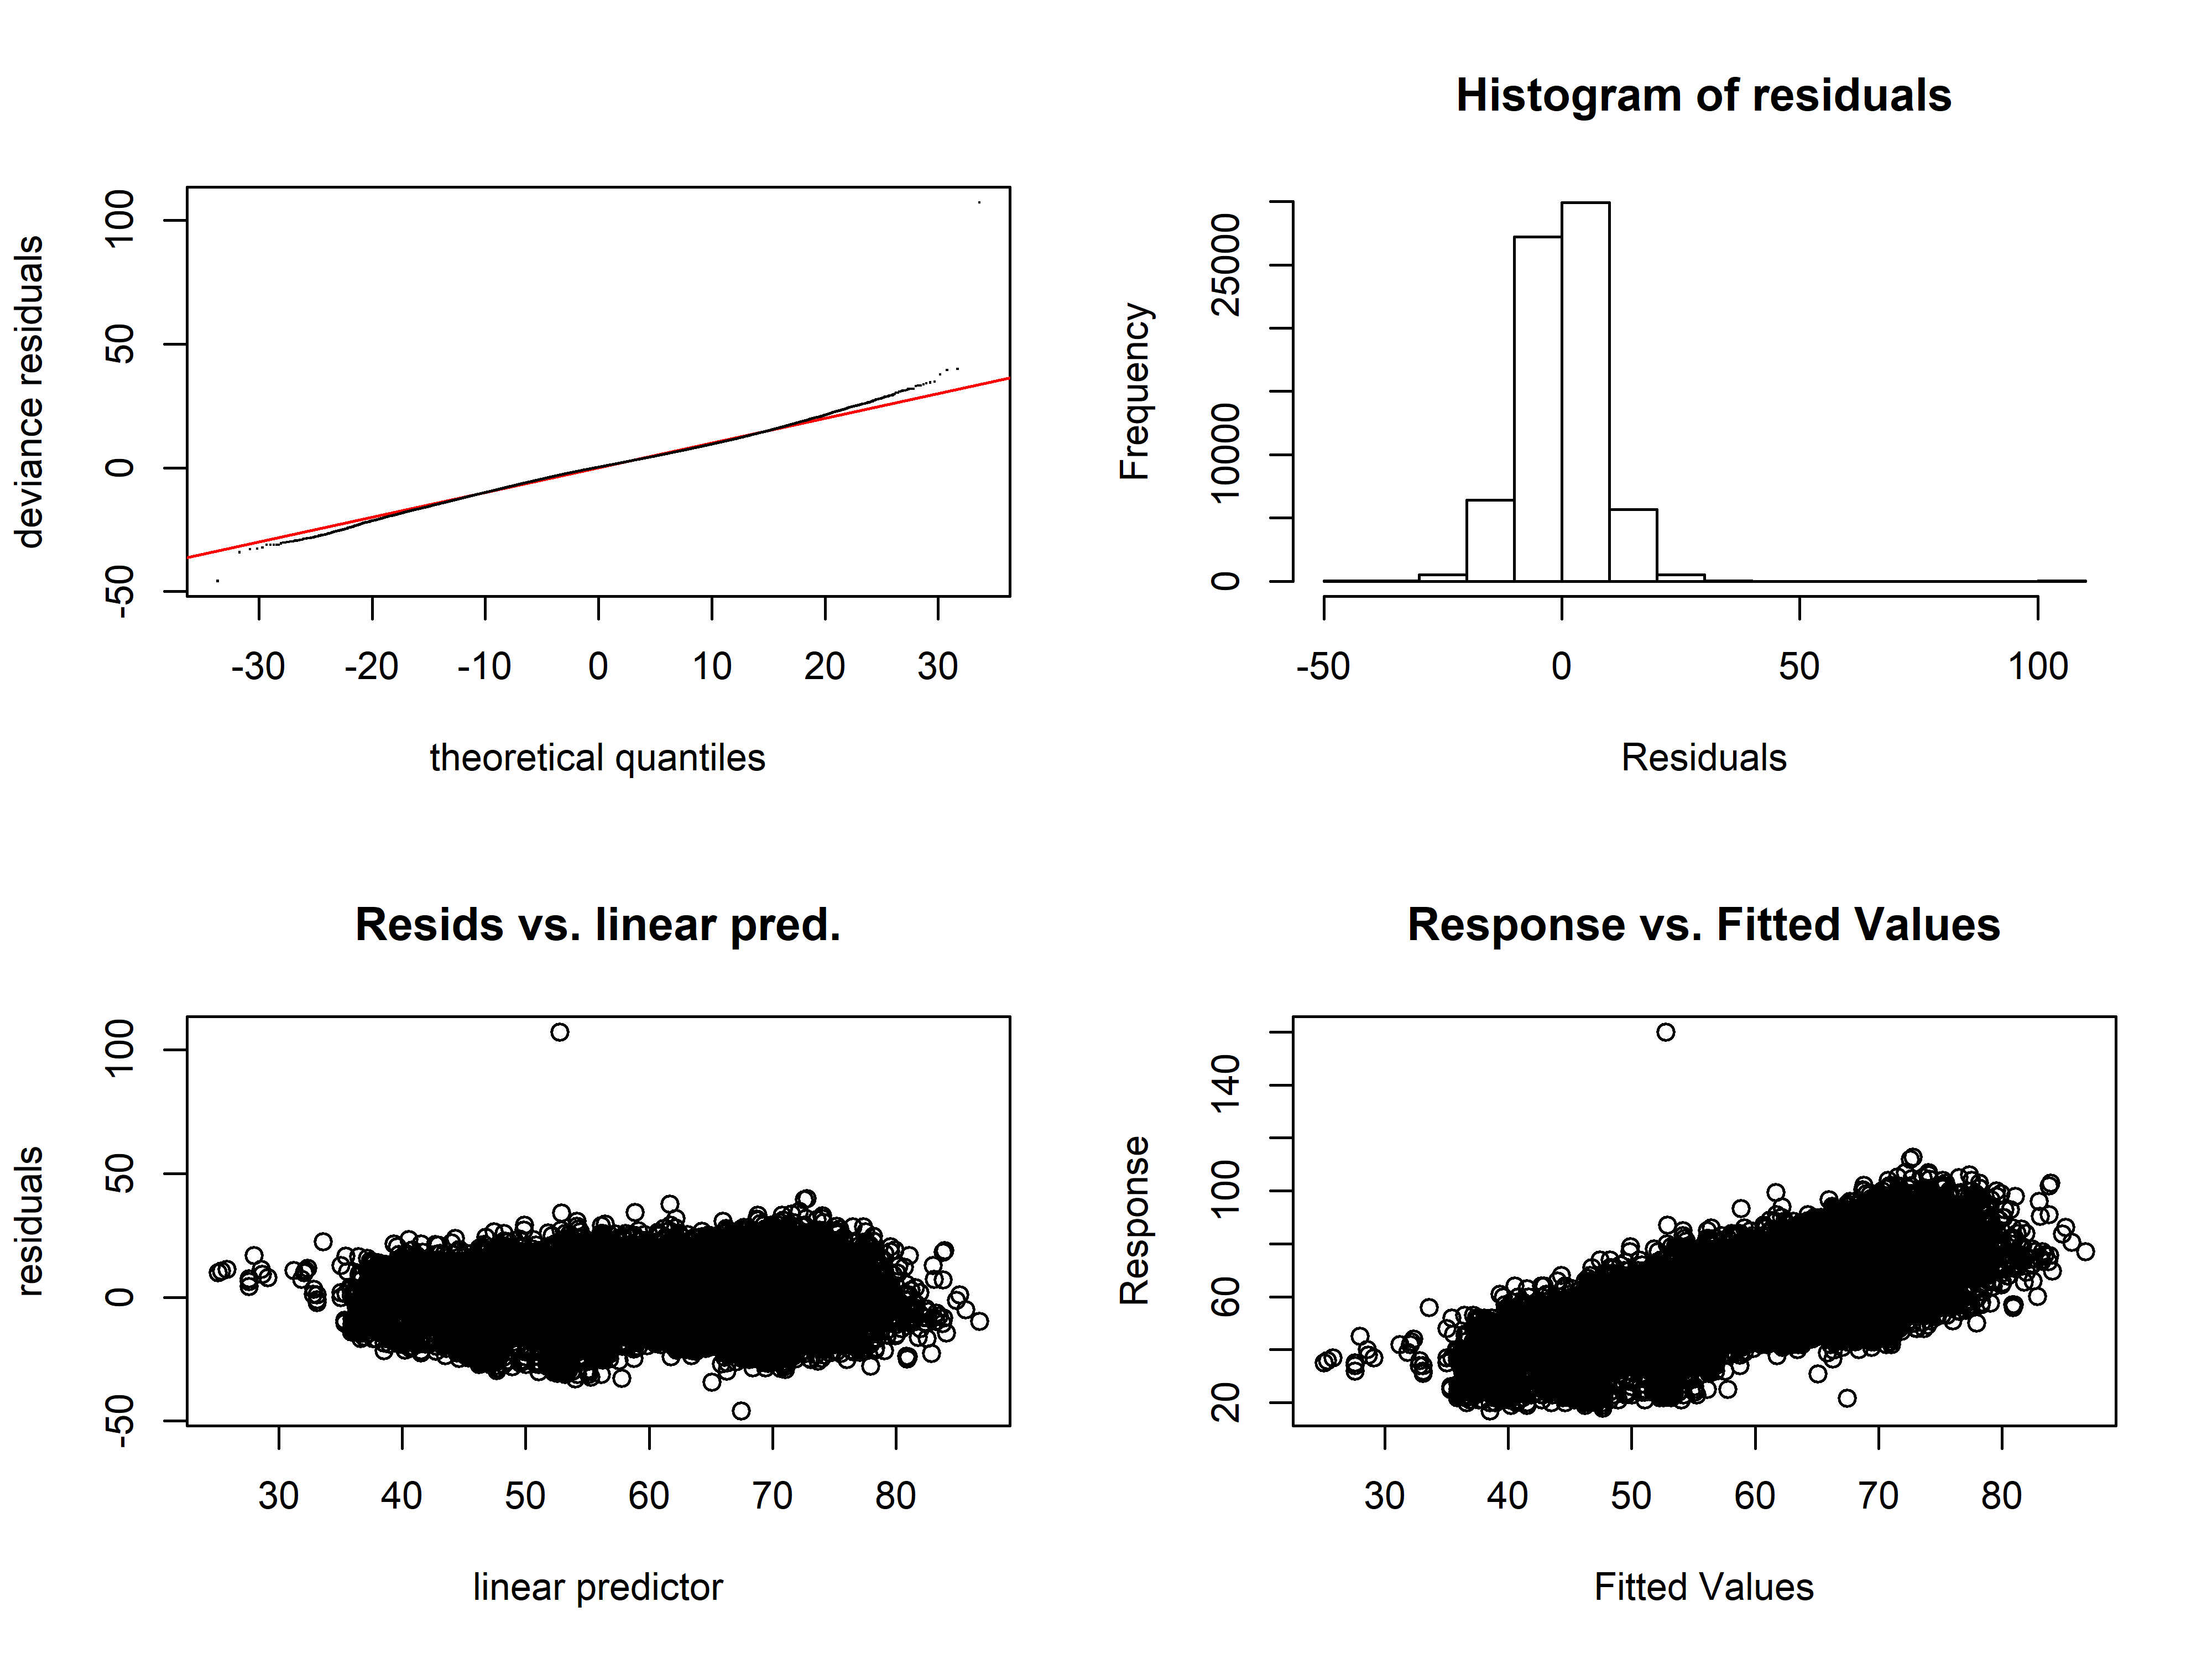 deviance residuals
100
50
0
-50
-30 -20 -10 0 10 20 30
theoretical quantiles
Histogram of residuals
Frequency
25000
10000
0
-50 0 50 100
Residuals
Resids vs. linear pred.
residuals
100
50
0
-50
30 40 50 60 70 80
linear predictor
Response vs. Fitted Values
Response
140
100
60
20
30 40 50 60 70 80
Fitted Values